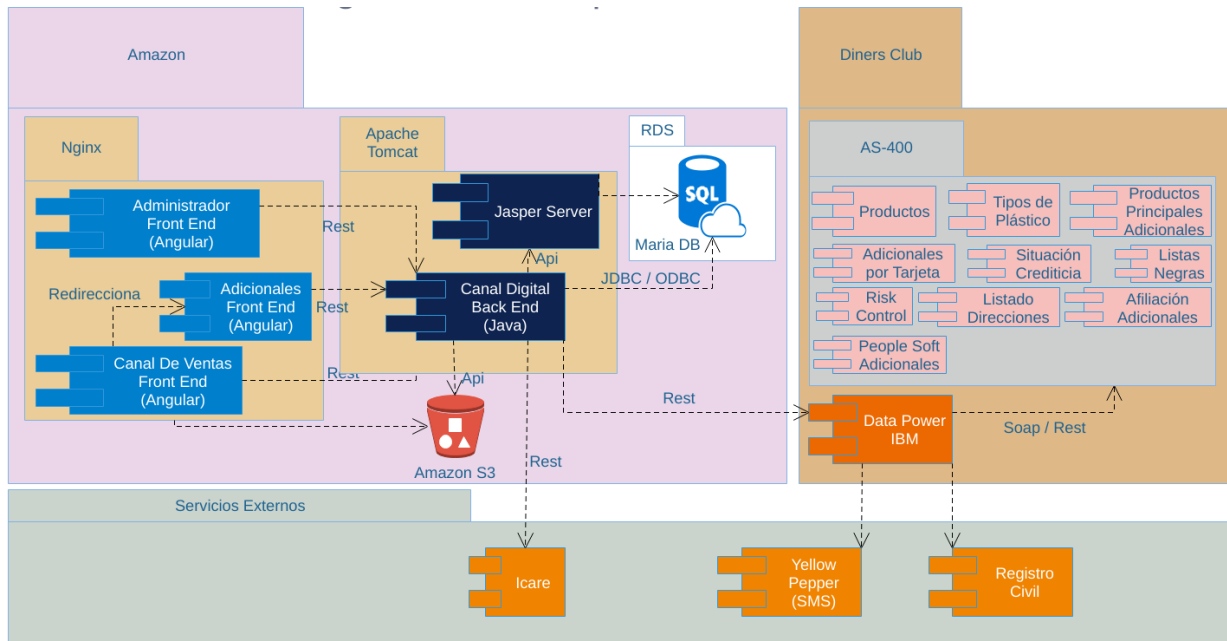 Amazon
Diners Club
Nginx
Apache
Tomcat
RDS
AS-400
Administrador
Front End
(Angular)
Rest
Jasper Server
SQL
Maria DB
Productos
Tipos de
Plástico
Productos
Principales
Adicionales
Api
JDBC / ODBC
Adicionales
por Tarjeta
Situación
Crediticia
Listas
Negras
Redirecciona
Adicionales
Front End
(Angular)
Rest
Canal Digital
Back End
(Java)
Risk
Control
Listado
Direcciones
Afiliación
Adicionales
People Soft
Adicionales
Canal De Ventas
Front End
(Angular)
Rest
Api
Rest
Data Power
IBM
Soap / Rest
Amazon S3
Rest
Servicios Externos
Icare
Yellow
Pepper
(SMS)
Registro
Civil